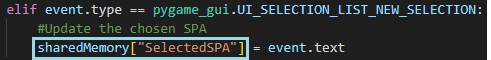 elif event.type == pygame_gui.UI_SELECTION_LIST_NEW_SELECTION:
#Update the chosen SPA
sharedMemory["SelectedSPA"] = event.text